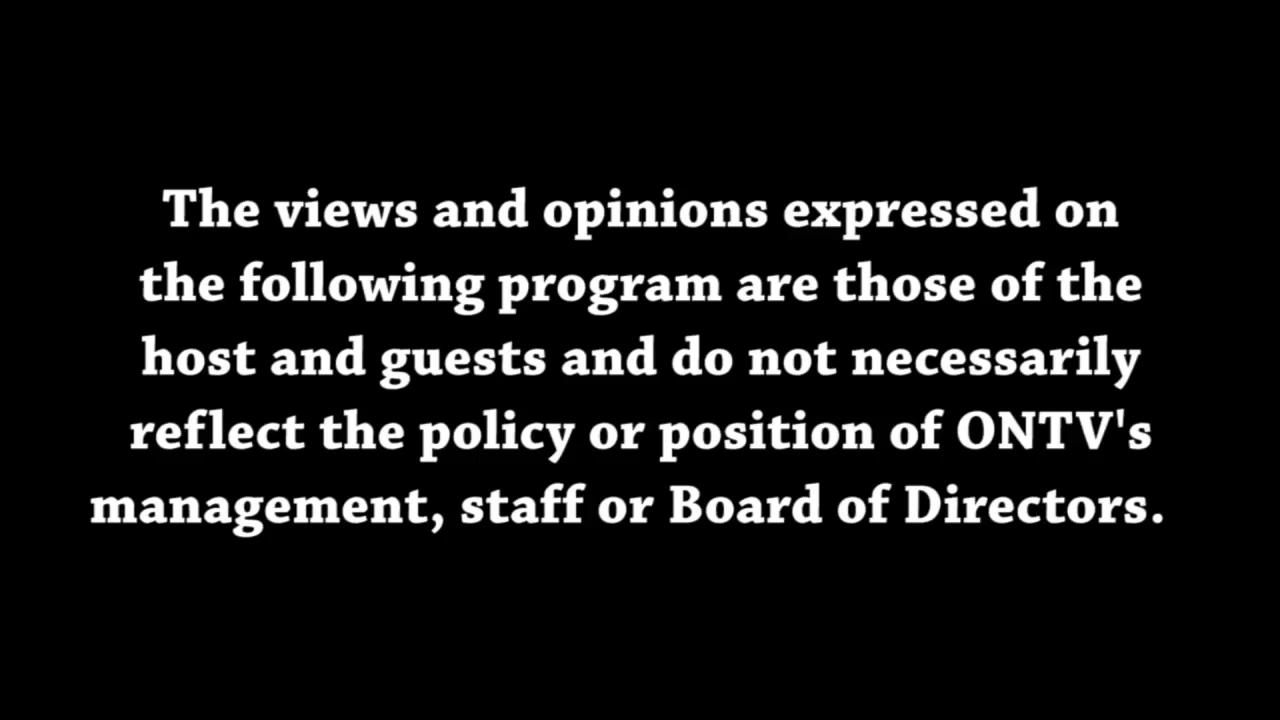 The views and opinions expressed on
the following program are those of the
host and guests and do not necessarily
reflect the policy or position of ONTV's
management, staff or Board of Directors.